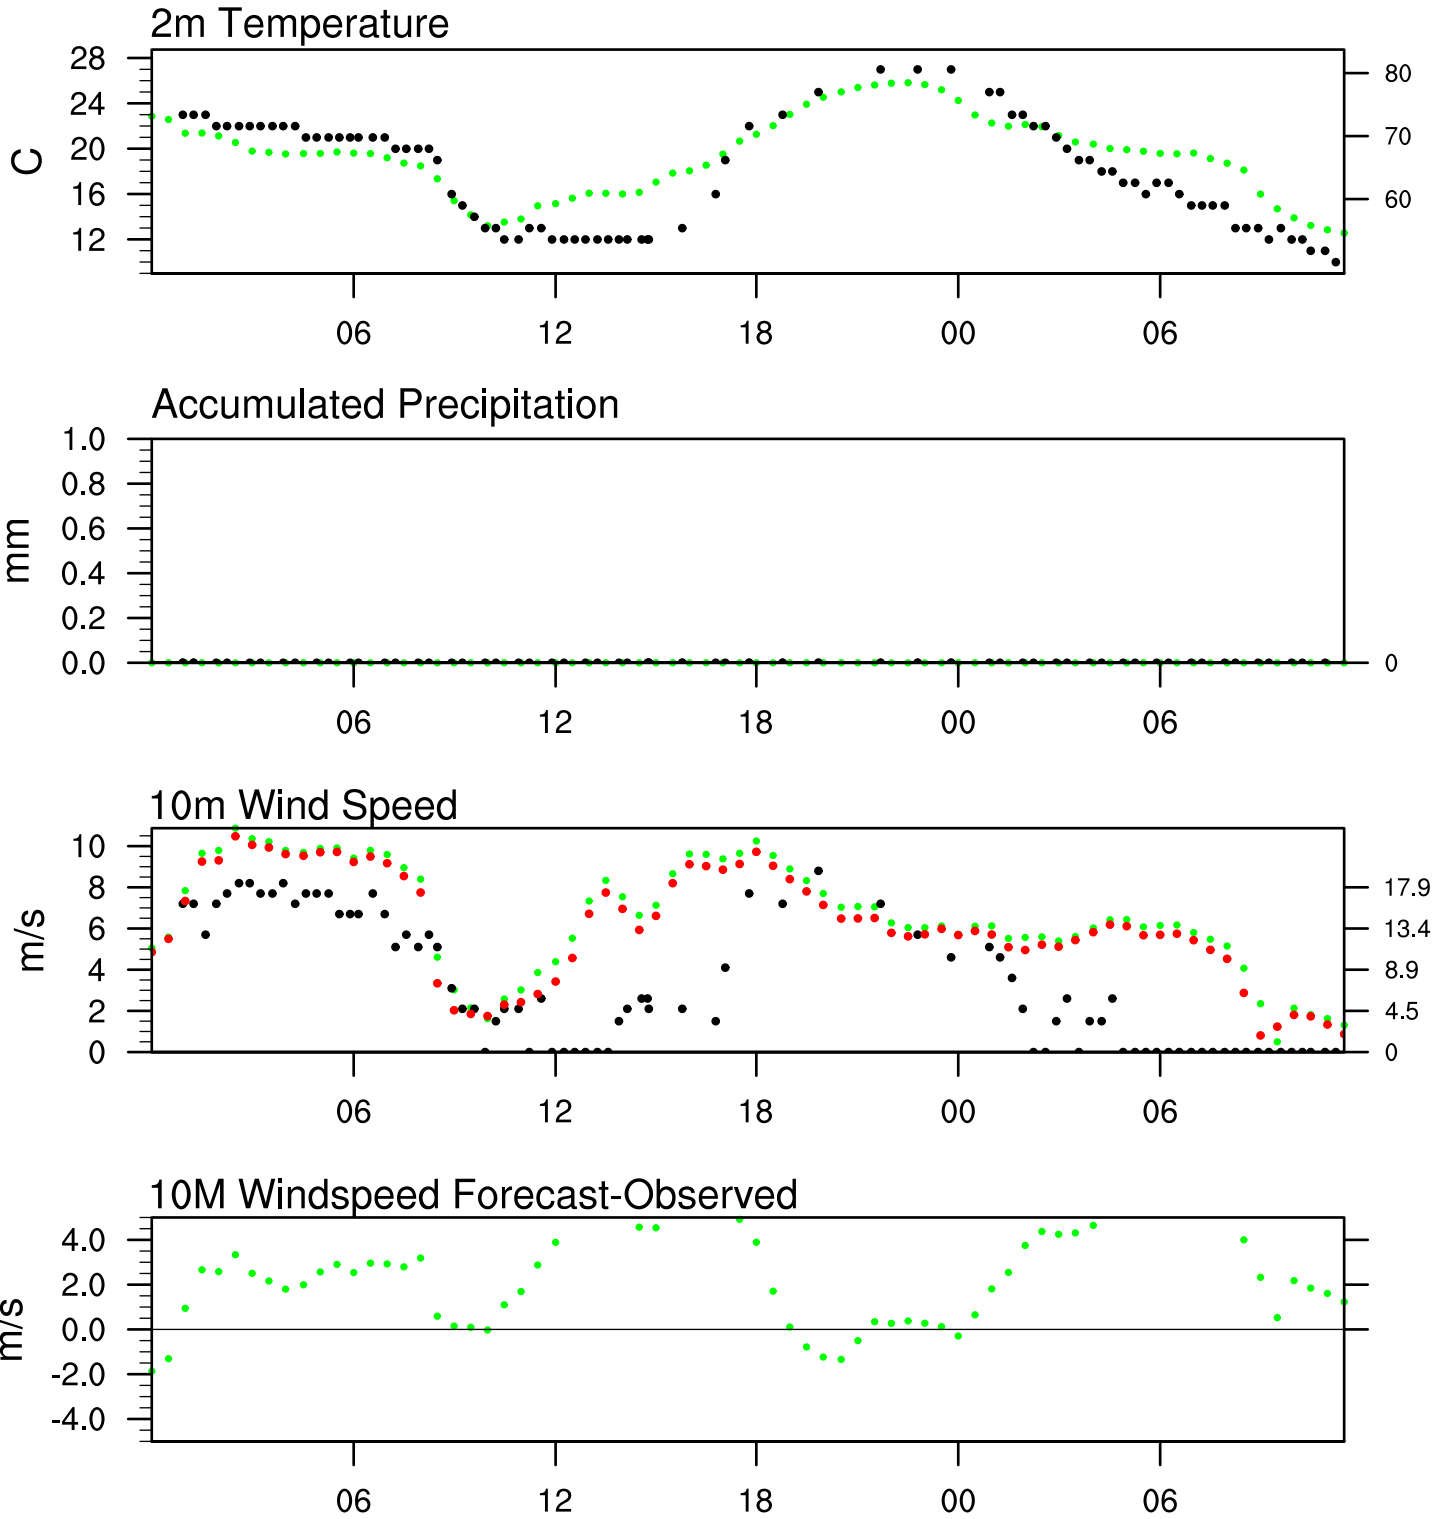 2m Temperature
28
24
20
16
12
C
80
70
60
06 12 18 00 06
Accumulated Precipitation
1.0
0.8
0.6
0.4
0.2
0.0
mm
0
06 12 18 00 06
10m Wind Speed
10
8
6
4
2
0
m/s
17.9
13.4
8.9
4.5
0
06 12 18 00 06
10M Windspeed Forecast-Observed
4.0
2.0
0.0
-2.0
-4.0
m/s
06 12 18 00 06